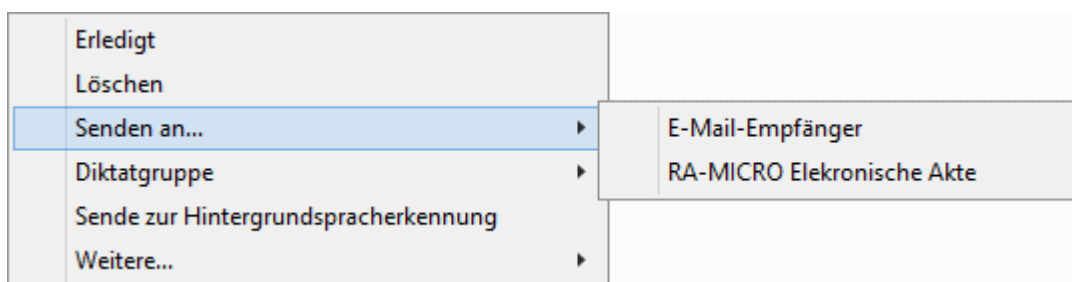 Erledigt
Löschen
Senden an...
E-Mail-Empfänger
Diktatgruppe
RA-MICRO Elekronische Akte
Sende zur Hintergrundspracherkennung
Weitere...